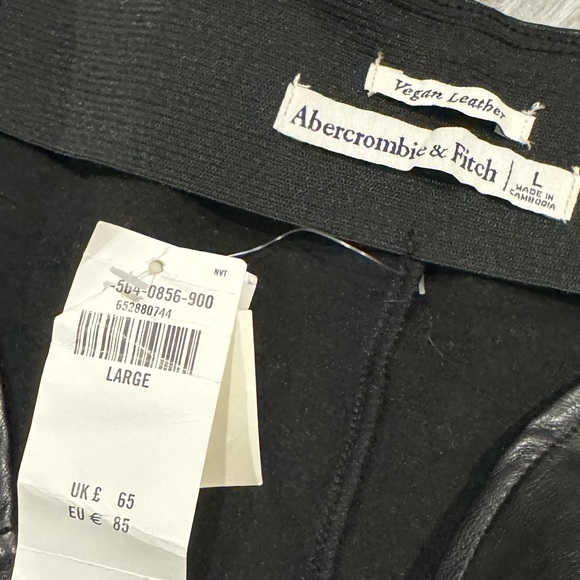 Vegan Leather
Abercrombie & Fitch
L
MADE IN
CAMBODIA
NVT
-504-0856-900
652880744
LARGE
UK £ 65
EU € 85